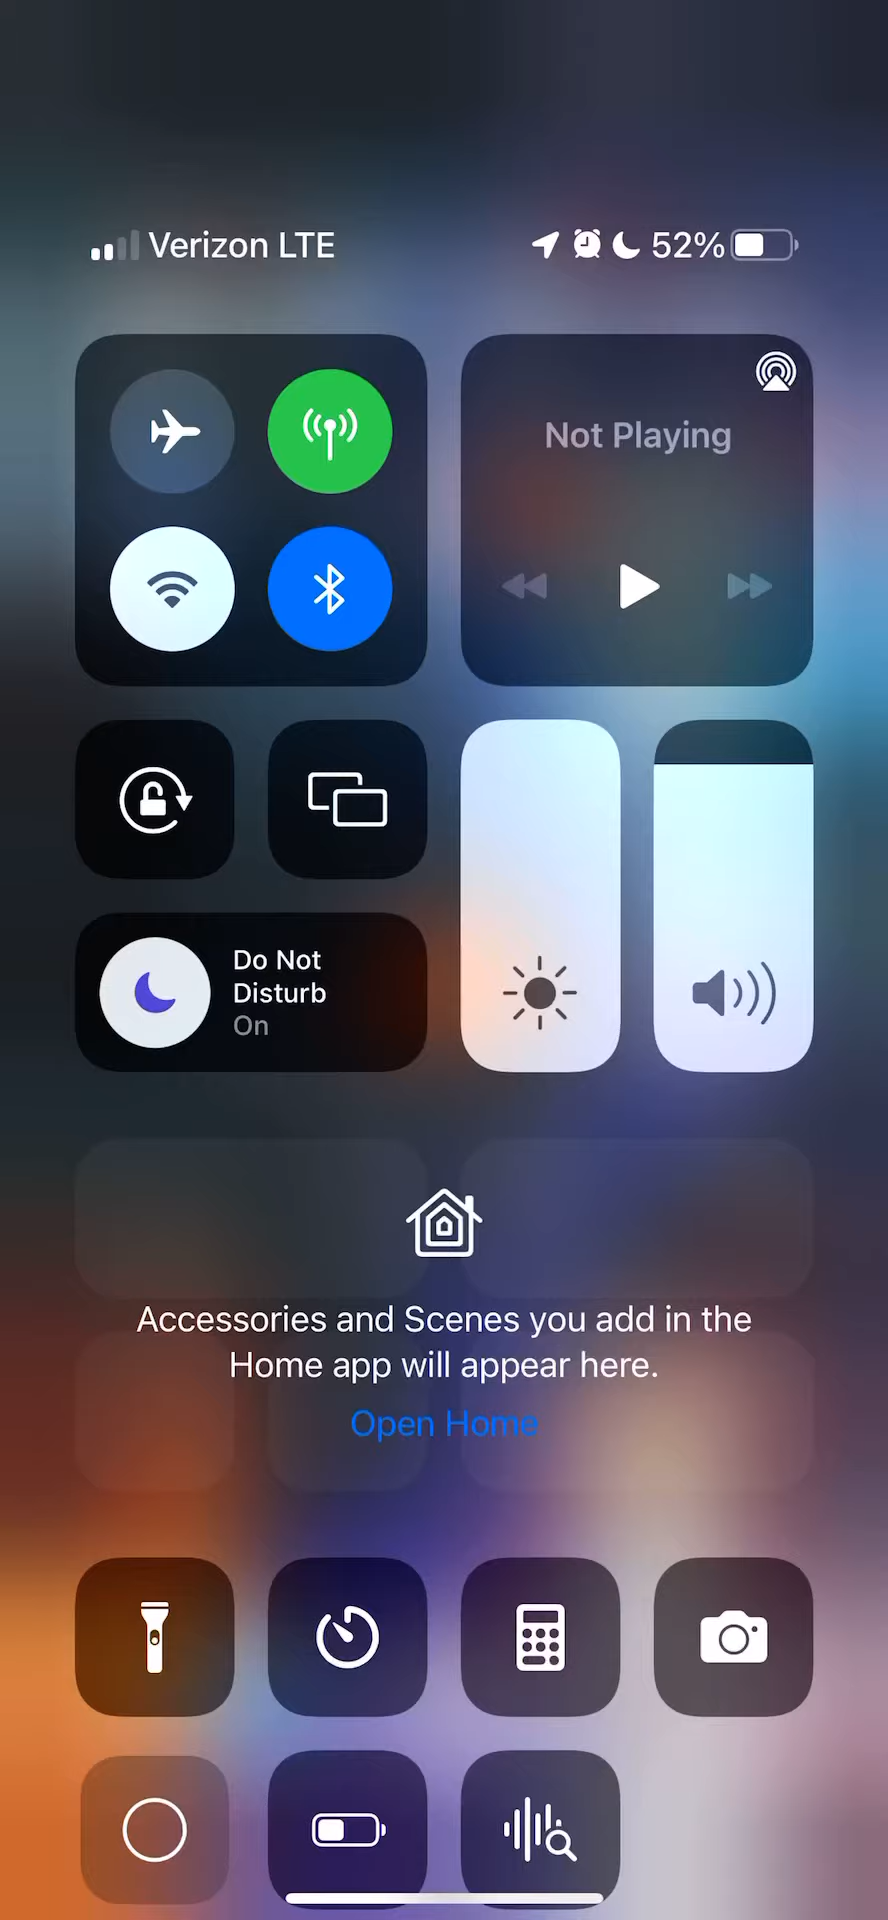 Verizon LTE 52%
Not Playing
Do Not
Disturb
On
Accessories and Scenes you add in the
Home app will appear here.
Open Home